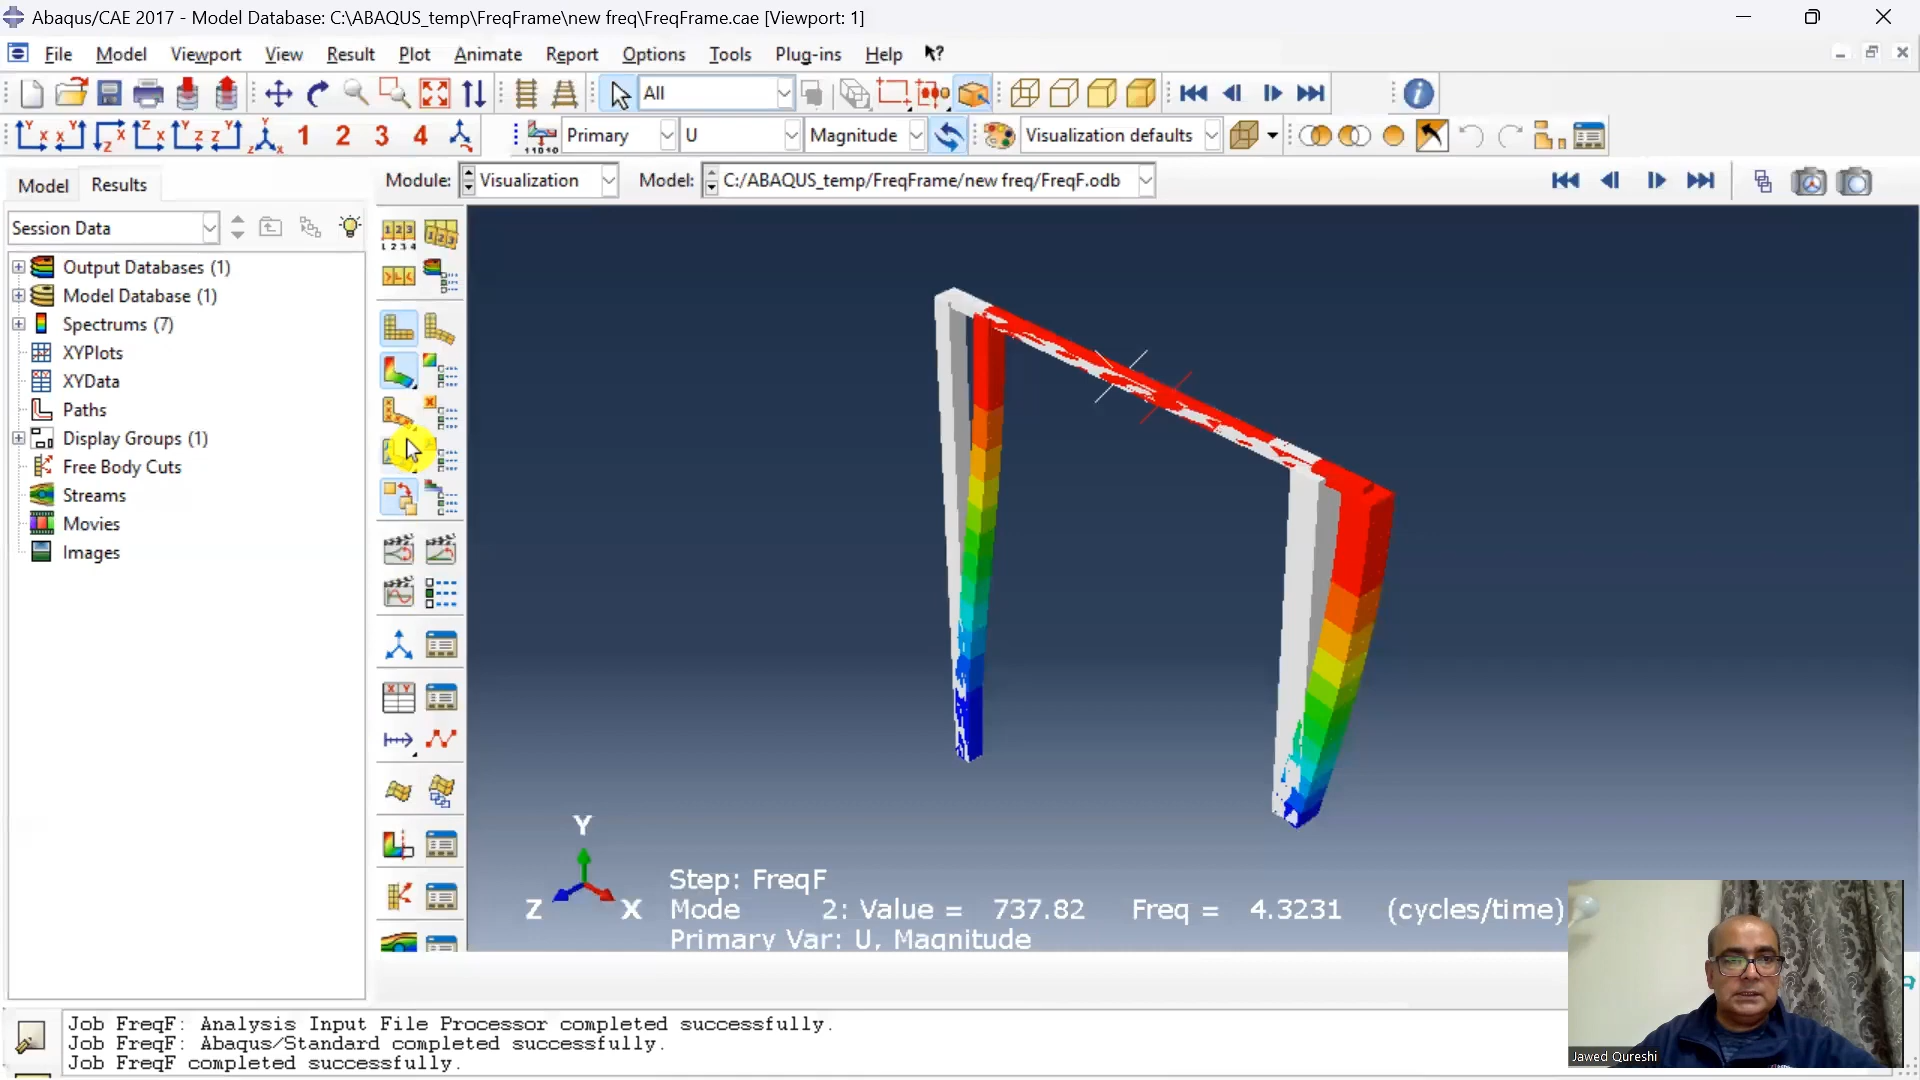 Abaqus/CAE 2017 - Model Database: C:\ABAQUS_temp\FreqFrame\new freq\FreqFrame.cae [Viewport: 1]
File Model Viewport View Result Plot Animate Report Options Tools Plug-ins Help
All
1 2 3 4 Primary U Magnitude Visualization defaults
Model Results
Module: Visualization Model: C:/ABAQUS_temp/FreqFrame/new freq/FreqF.odb
Session Data
Output Databases (1)
Model Database (1)
Spectrums (7)
XYPlots
XYData
Paths
Display Groups (1)
Free Body Cuts
Streams
Movies
Images
Y
Z X
Step: FreqF
Mode 2: Value = 737.82 Freq = 4.3231 (cycles/time)
Primary Var: U, Magnitude
Job FreqF: Analysis Input File Processor completed successfully.
Job FreqF: Abaqus/Standard completed successfully.
Job FreqF completed successfully.
Jawed Qureshi